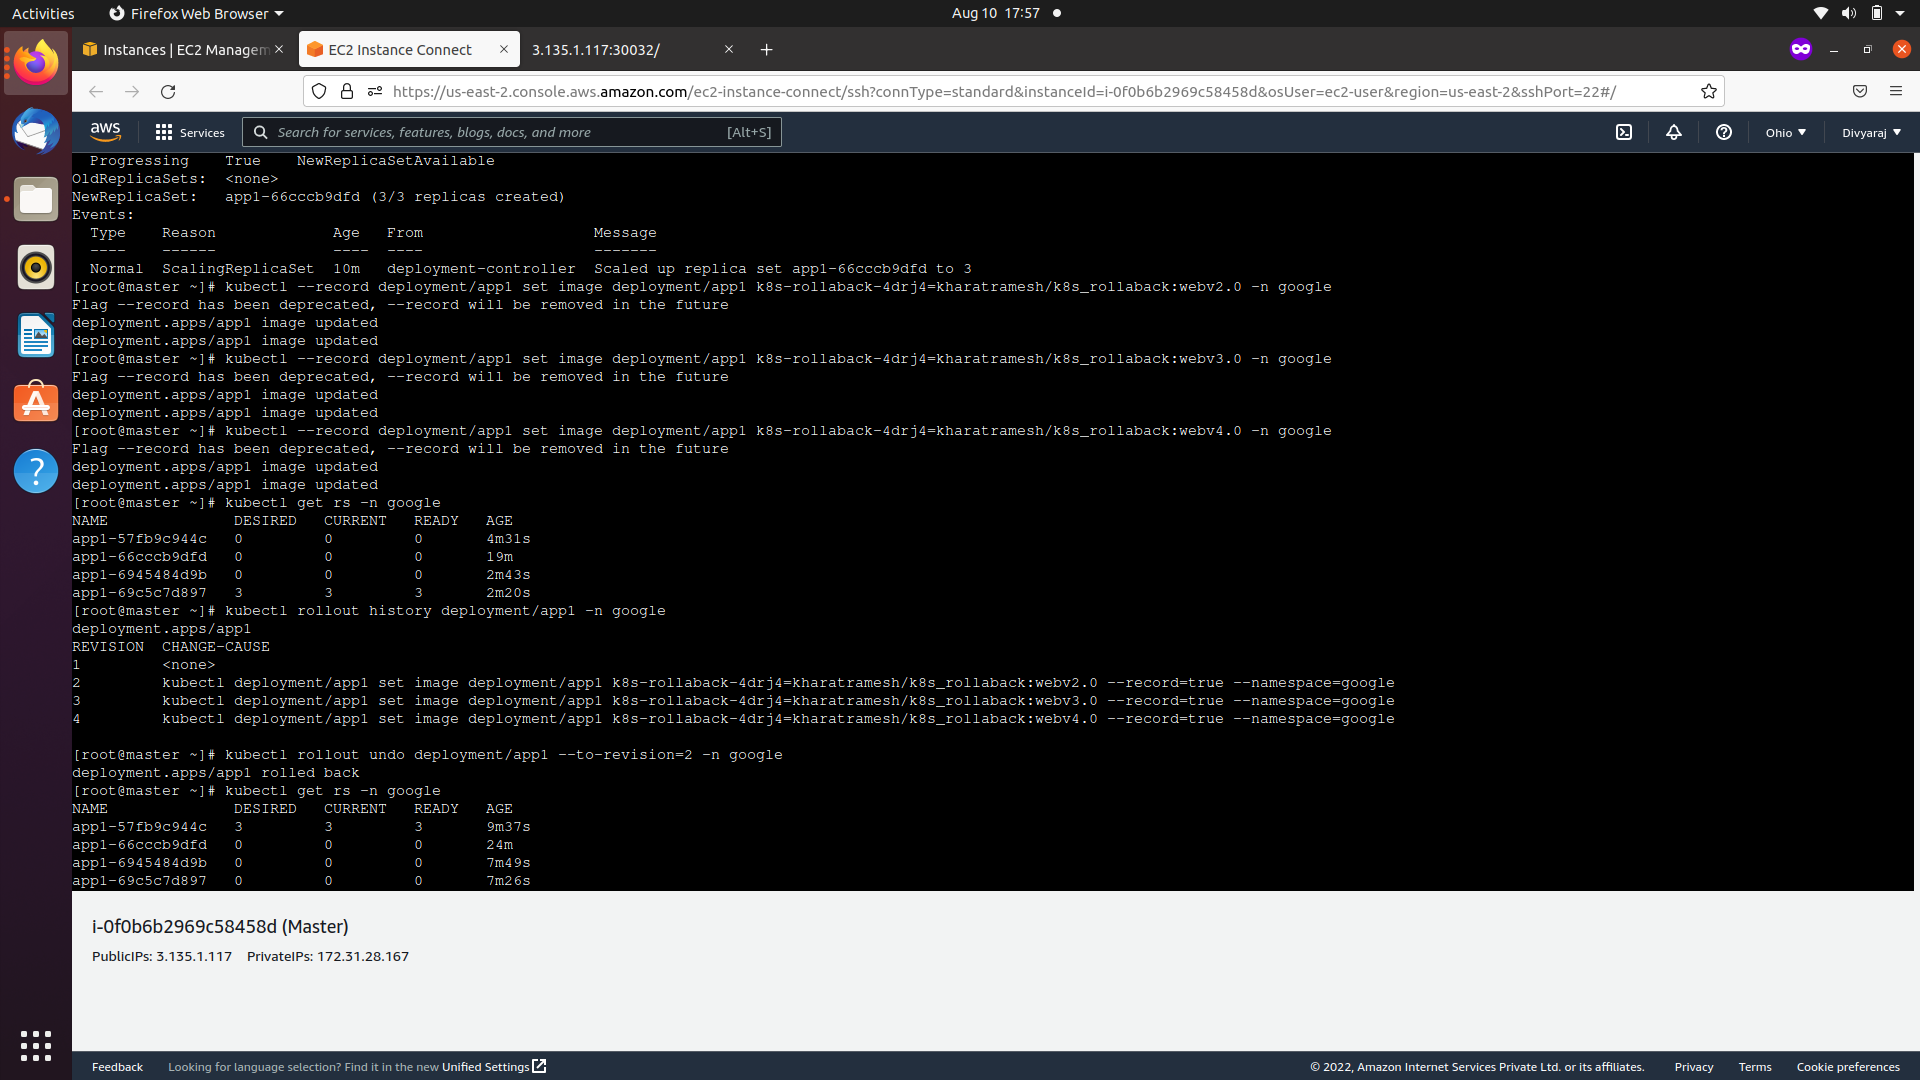 Activities
Firefox Web Browser
Aug 10 17:57
Instances | EC2 Managem
EC2 Instance Connect
3.135.1.117:30032/
https://us-east-2.console.aws.amazon.com/ec2-instance-connect/ssh?connType=standard&instanceId=i-0f0b6b2969c58458d&osUser=ec2-user&region=us-east-2&sshPort=22#/
aws
Services
Search for services, features, blogs, docs, and more
[Alt+S]
Ohio
Divyaraj
Progressing True NewReplicaSetAvailable
OldReplicaSets: <none>
NewReplicaSet: app1-66cccb9dfd (3/3 replicas created)
Events:
Type Reason Age From Message
---- ------ ---- ---- -------
Normal ScalingReplicaSet 10m deployment-controller Scaled up replica set app1-66cccb9dfd to 3
[root@master ~]# kubectl --record deployment/app1 set image deployment/app1 k8s-rollaback-4drj4=kharatramesh/k8s_rollaback:webv2.0 -n google
Flag --record has been deprecated, --record will be removed in the future
deployment.apps/app1 image updated
deployment.apps/app1 image updated
[root@master ~]# kubectl --record deployment/app1 set image deployment/app1 k8s-rollaback-4drj4=kharatramesh/k8s_rollaback:webv3.0 -n google
Flag --record has been deprecated, --record will be removed in the future
deployment.apps/app1 image updated
deployment.apps/app1 image updated
[root@master ~]# kubectl --record deployment/app1 set image deployment/app1 k8s-rollaback-4drj4=kharatramesh/k8s_rollaback:webv4.0 -n google
Flag --record has been deprecated, --record will be removed in the future
deployment.apps/app1 image updated
deployment.apps/app1 image updated
[root@master ~]# kubectl get rs -n google
NAME DESIRED CURRENT READY AGE
app1-57fb9c944c 0 0 0 4m31s
app1-66cccb9dfd 0 0 0 19m
app1-6945484d9b 0 0 0 2m43s
app1-69c5c7d897 3 3 3 2m20s
[root@master ~]# kubectl rollout history deployment/app1 -n google
deployment.apps/app1
REVISION CHANGE-CAUSE
1 <none>
2 kubectl deployment/app1 set image deployment/app1 k8s-rollaback-4drj4=kharatramesh/k8s_rollaback:webv2.0 --record=true --namespace=google
3 kubectl deployment/app1 set image deployment/app1 k8s-rollaback-4drj4=kharatramesh/k8s_rollaback:webv3.0 --record=true --namespace=google
4 kubectl deployment/app1 set image deployment/app1 k8s-rollaback-4drj4=kharatramesh/k8s_rollaback:webv4.0 --record=true --namespace=google
[root@master ~]# kubectl rollout undo deployment/app1 --to-revision=2 -n google
deployment.apps/app1 rolled back
[root@master ~]# kubectl get rs -n google
NAME DESIRED CURRENT READY AGE
app1-57fb9c944c 3 3 3 9m37s
app1-66cccb9dfd 0 0 0 24m
app1-6945484d9b 0 0 0 7m49s
app1-69c5c7d897 0 0 0 7m26s
i-0f0b6b2969c58458d (Master)
PublicIPs: 3.135.1.117 PrivateIPs: 172.31.28.167
Feedback
Looking for language selection? Find it in the new Unified Settings
© 2022, Amazon Internet Services Private Ltd. or its affiliates.
Privacy
Terms
Cookie preferences